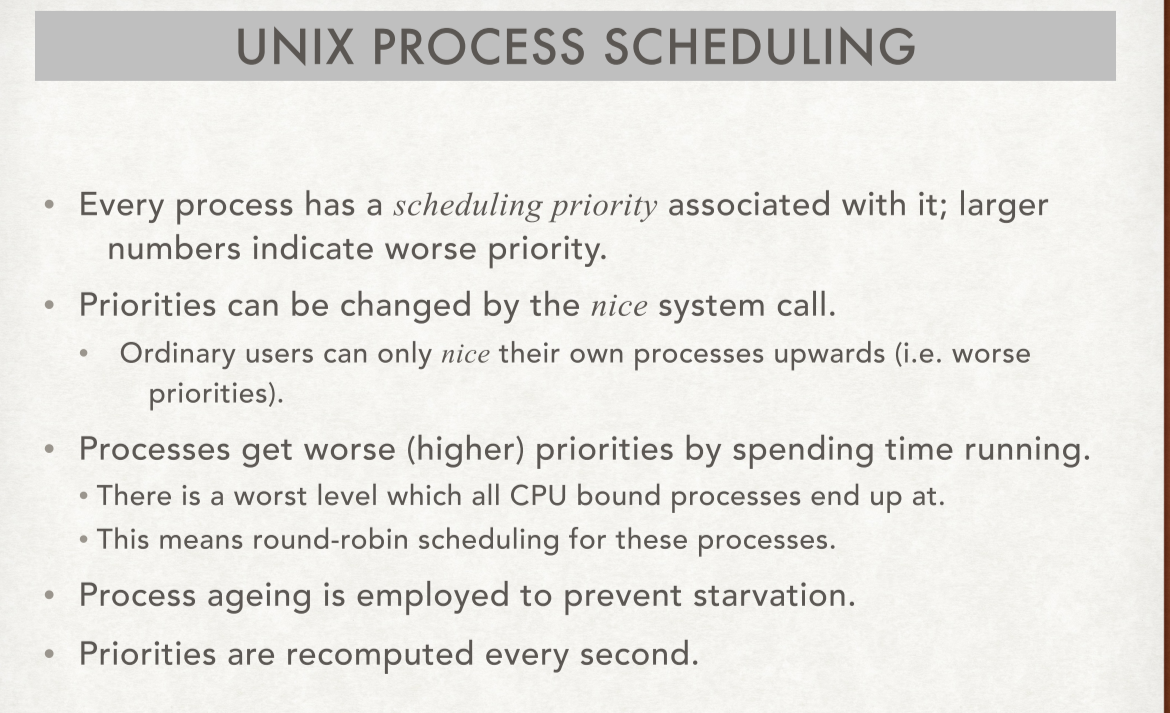 UNIX PROCESS SCHEDULING
• Every process has a scheduling priority associated with it; larger
numbers indicate worse priority.
• Priorities can be changed by the nice system call.
• Ordinary users can only nice their own processes upwards (i.e. worse
priorities).
• Processes get worse (higher) priorities by spending time running.
• There is a worst level which all CPU bound processes end up at.
• This means round-robin scheduling for these processes.
• Process ageing is employed to prevent starvation.
• Priorities are recomputed every second.